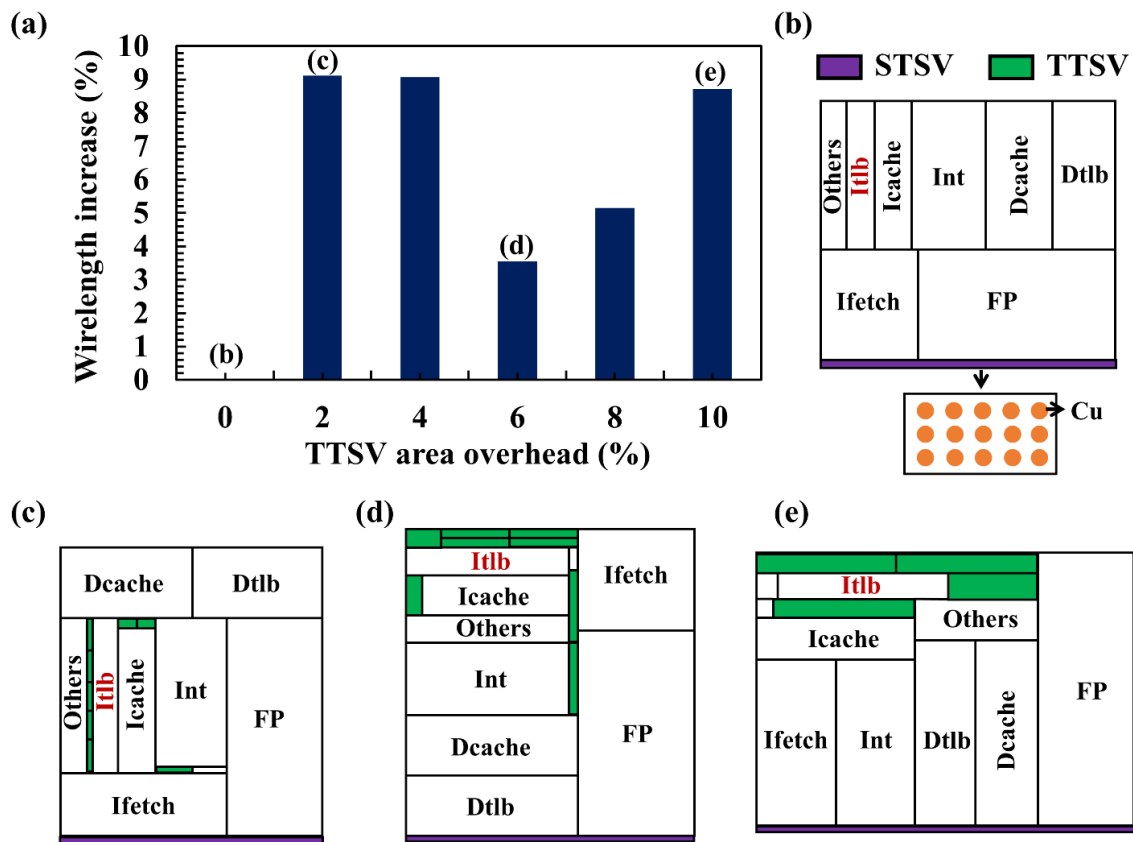 (a)
Wirelength increase (%)
10
9
8
7
6
5
4
3
2
1
0
(b)
(c)
(d)
(e)
0 2 4 6 8 10
TTSV area overhead (%)
(b)
STSV TTSV
Others
Itlb
Icache
Int
Dcache
Dtlb
Ifetch
FP
Cu
(c)
Dcache
Dtlb
Others
Itlb
Icache
Int
FP
Ifetch
(d)
Itlb
Ifetch
Icache
Others
Int
FP
Dcache
Dtlb
(e)
Itlb
Others
Icache
FP
Ifetch
Int
Dtlb
Dcache